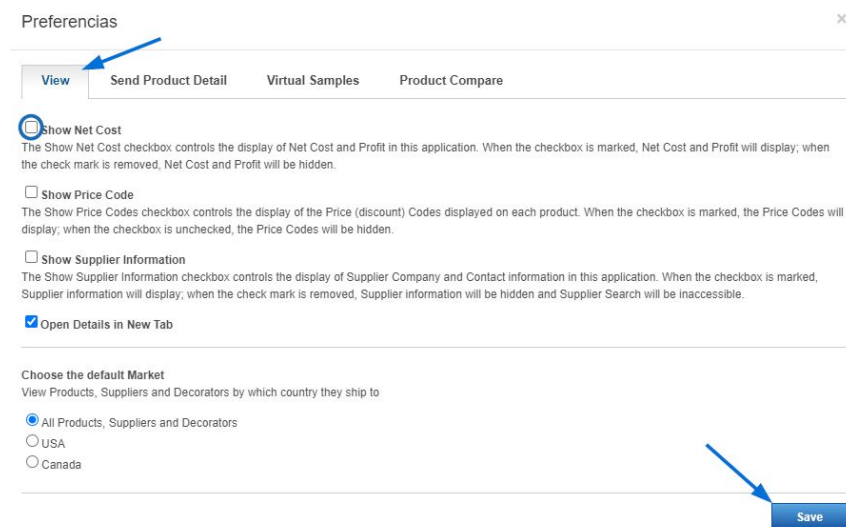 Preferencias
×
View Send Product Detail Virtual Samples Product Compare
Show Net Cost
The Show Net Cost checkbox controls the display of Net Cost and Profit in this application. When the checkbox is marked, Net Cost and Profit will display; when
the check mark is removed, Net Cost and Profit will be hidden.
Show Price Code
The Show Price Codes checkbox controls the display of the Price (discount) Codes displayed on each product. When the checkbox is marked, the Price Codes will
display; when the checkbox is unchecked, the Price Codes will be hidden.
Show Supplier Information
The Show Supplier Information checkbox controls the display of Supplier Company and Contact information in this application. When the checkbox is marked,
Supplier information will display; when the check mark is removed, Supplier information will be hidden and Supplier Search will be inaccessible.
Open Details in New Tab
Choose the default Market
View Products, Suppliers and Decorators by which country they ship to
All Products, Suppliers and Decorators
USA
Canada
Save